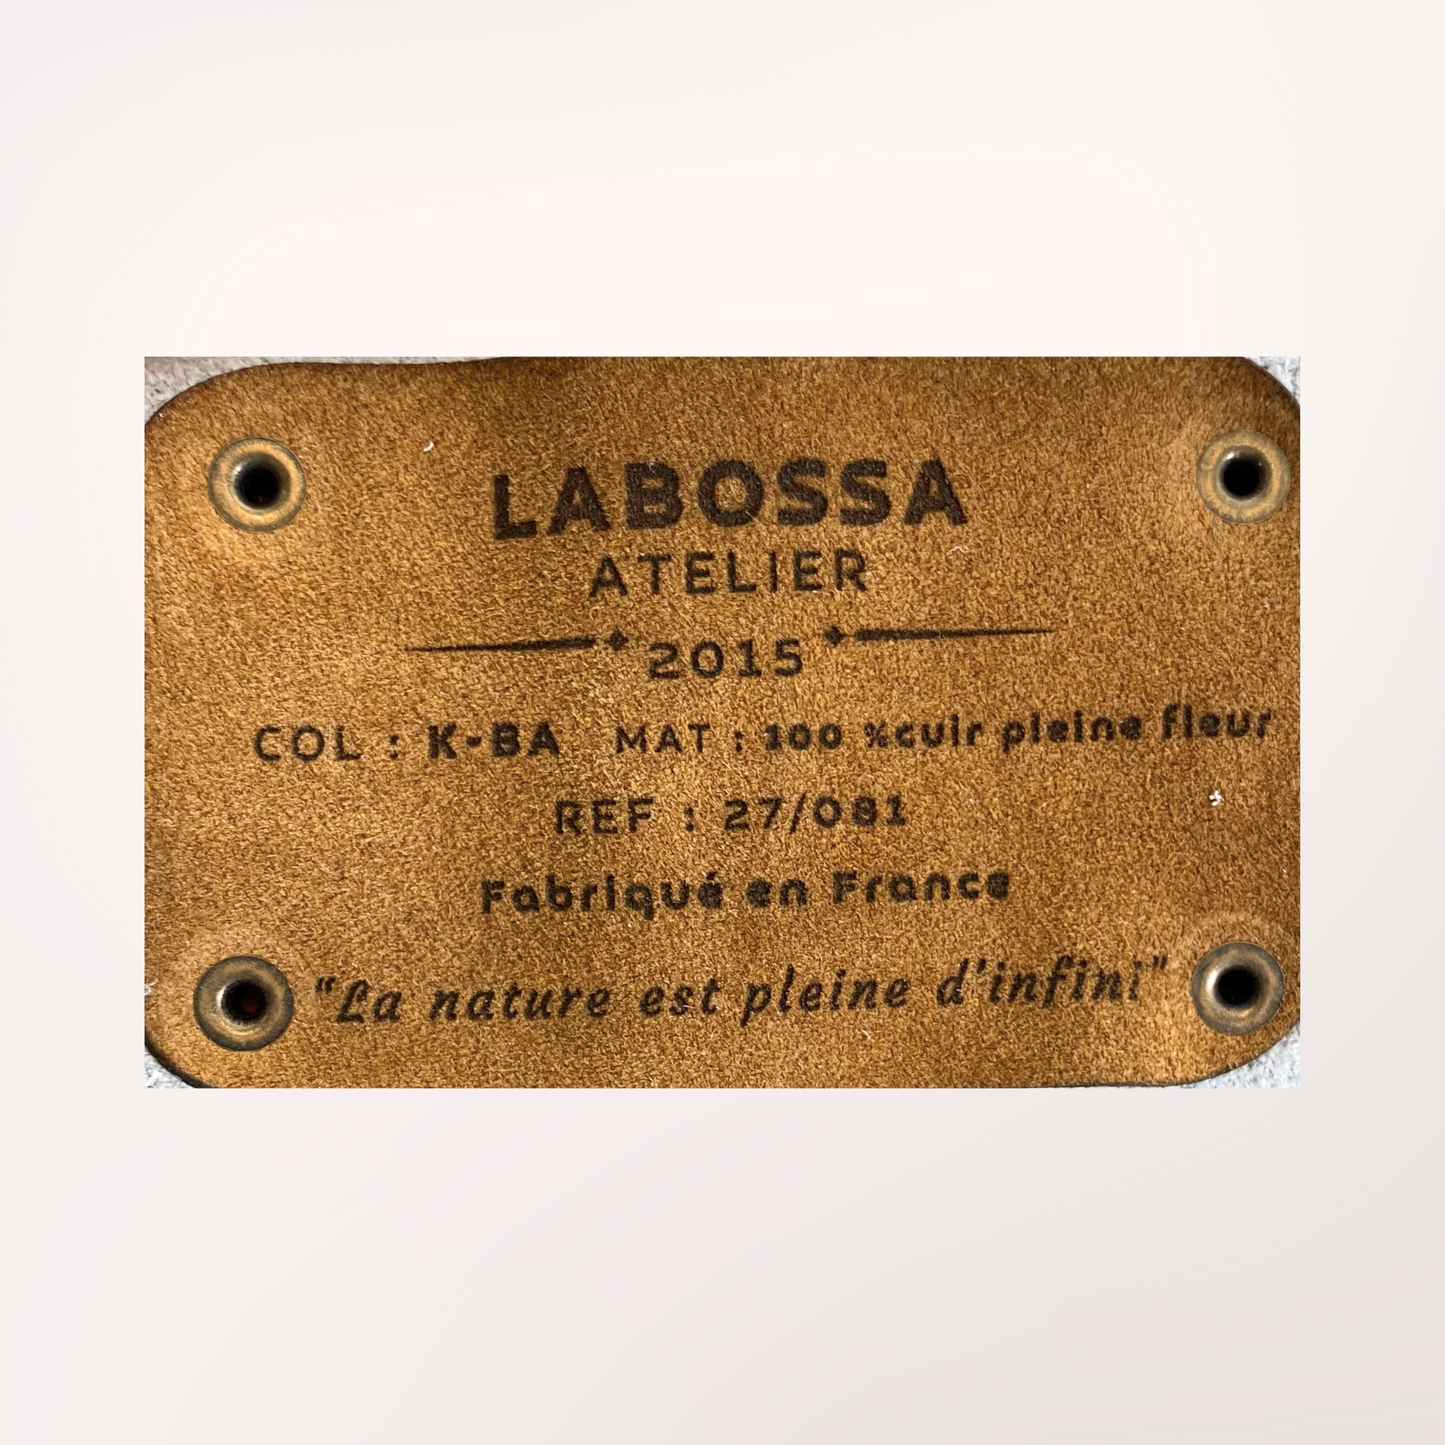 LABOSSA
ATELIER
2015
COL : K-BA MAT : 100 %cuir pleine fleur
REF : 27/081
Fabriqué en France
"La nature est pleine d'infini"